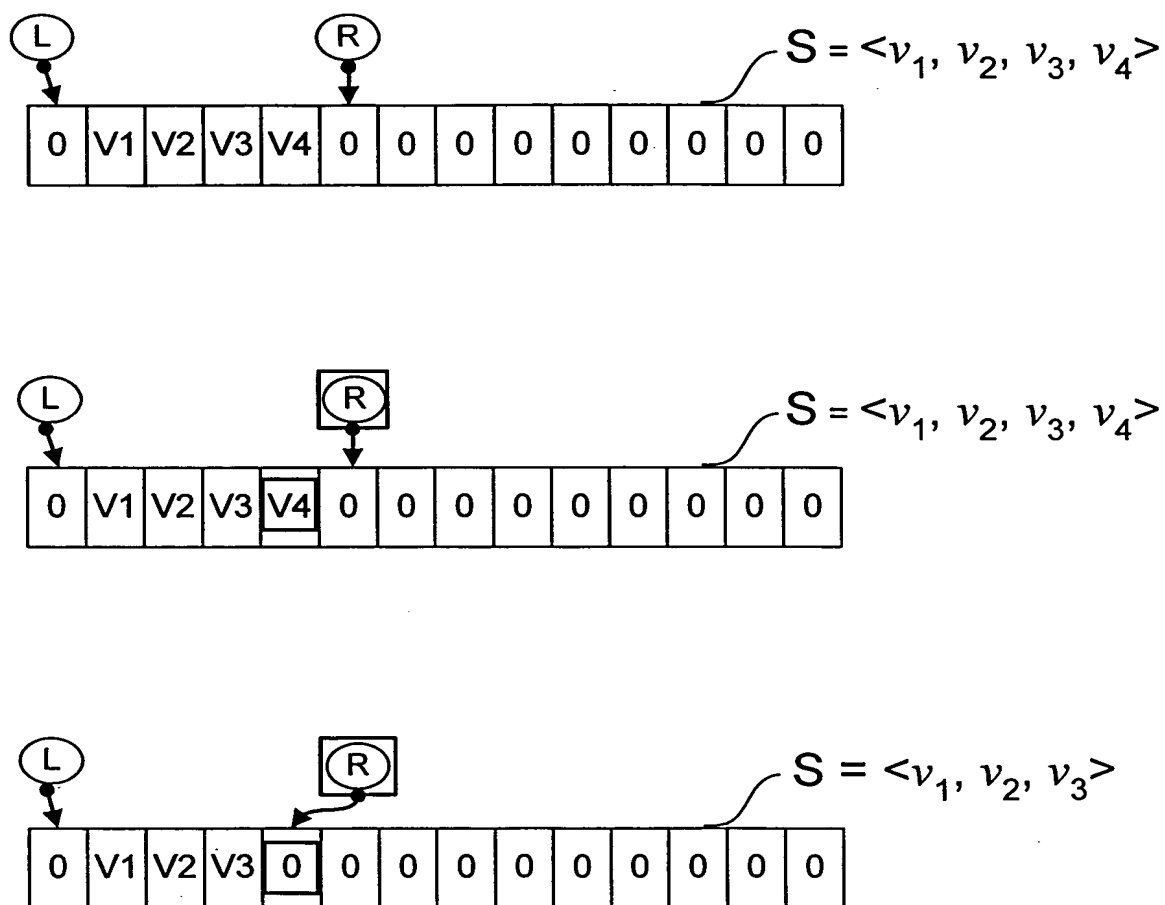 L R S = <v1, v2, v3, v4>
0 V1 V2 V3 V4 0 0 0 0 0 0 0 0 0
L R S = <v1, v2, v3, v4>
0 V1 V2 V3 V4 0 0 0 0 0 0 0 0 0
L R S = <v1, v2, v3>
0 V1 V2 V3 0 0 0 0 0 0 0 0 0 0